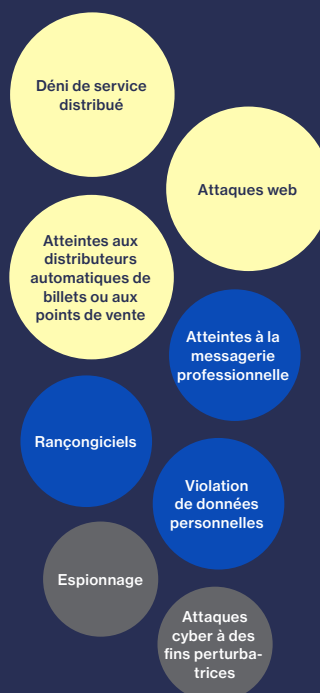 Déni de service
distribué
Attaques web
Atteintes aux
distributeurs
automatiques de
billets ou aux
points de vente
Atteintes à la
messagerie
professionnelle
Rançongiciels
Violation
de données
personnelles
Espionnage
Attaques
cyber à des
fins perturba-
trices